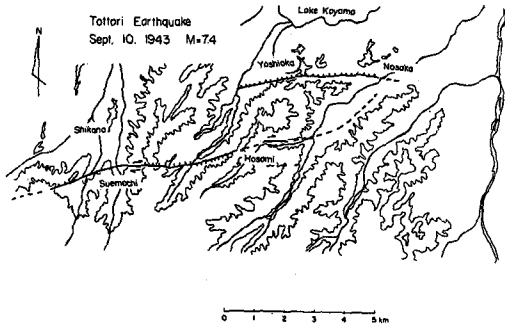 Tottori Earthquake
Sept. 10. 1943 M=7.4
Lake Koyama
N
Yoshioka
Nosaka
Shikano
Hosomi
Suemochi
0 1 2 3 4 5 km